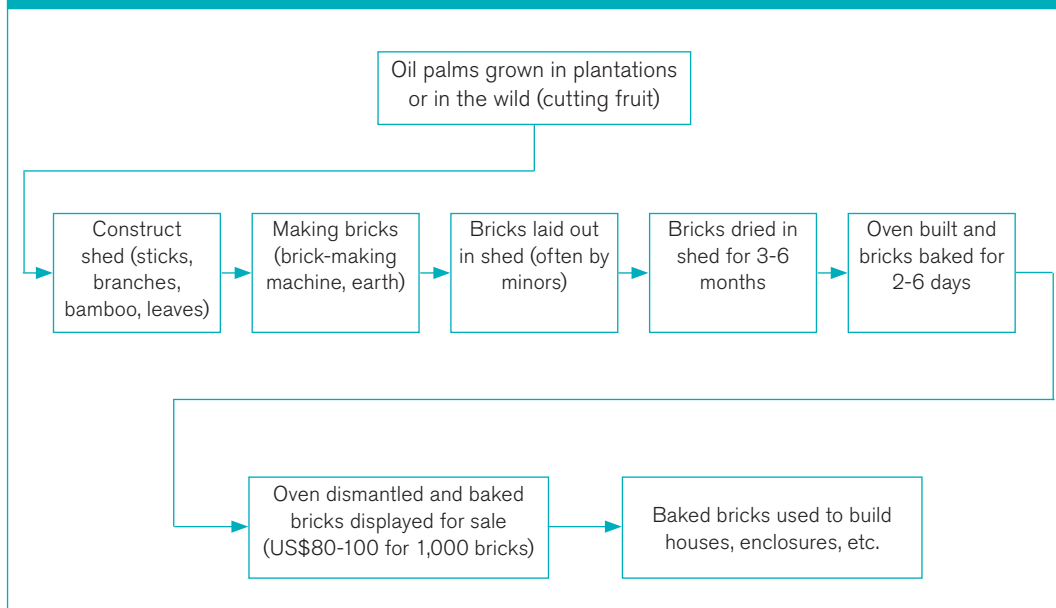 Oil palms grown in plantations
or in the wild (cutting fruit)
Construct
shed (sticks,
branches,
bamboo, leaves)
Making bricks
(brick-making
machine, earth)
Bricks laid out
in shed (often by
minors)
Bricks dried in
shed for 3-6
months
Oven built and
bricks baked for
2-6 days
Oven dismantled and baked
bricks displayed for sale
(US$80-100 for 1,000 bricks)
Baked bricks used to build
houses, enclosures, etc.